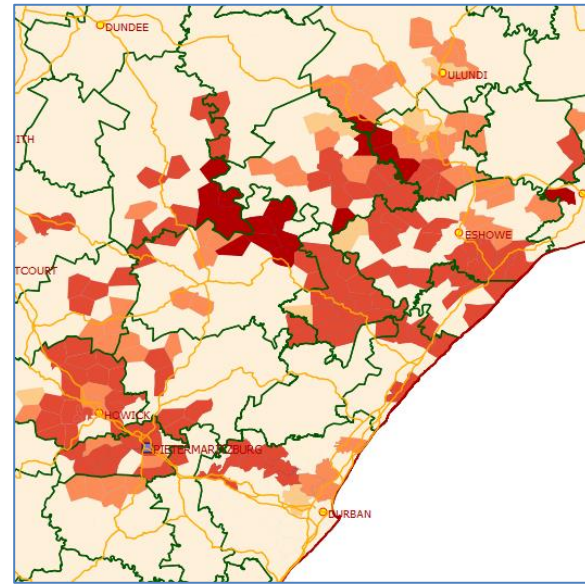 DUNDEE
ULUNDI
ITH
ESHOWE
TCOURT
HOWICK
PIETERMARITZBURG
DURBAN